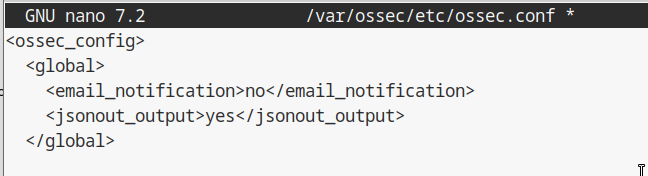 GNU nano 7.2 /var/ossec/etc/ossec.conf *
<ossec_config>
<global>
<email_notification>no</email_notification>
<jsonout_output>yes</jsonout_output>
</global>